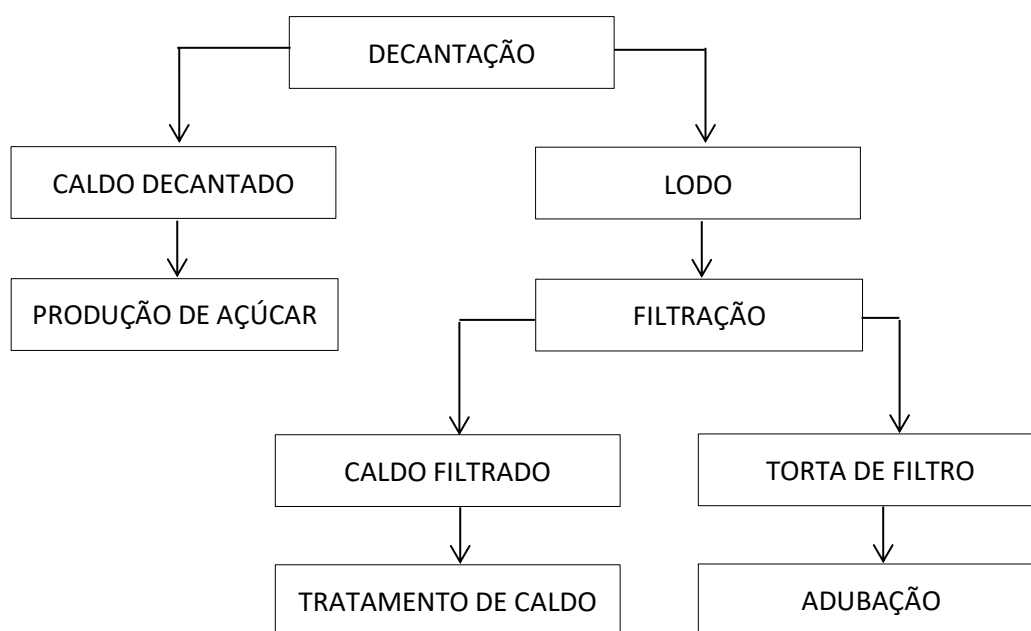 DECANTAÇÃO
CALDO DECANTADO
LODO
PRODUÇÃO DE AÇÚCAR
FILTRAÇÃO
CALDO FILTRADO
TORTA DE FILTRO
TRATAMENTO DE CALDO
ADUBAÇÃO